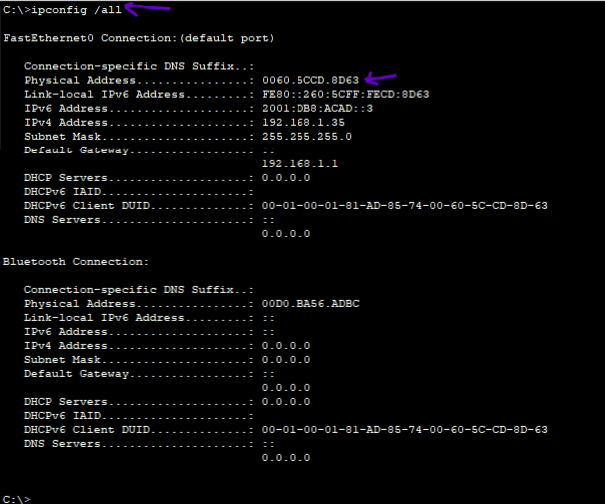 C:\>ipconfig /all
FastEthernet0 Connection:(default port)
Connection-specific DNS Suffix..:
Physical Address................: 0060.5CCD.8D63
Link-local IPv6 Address.........: FE80::260:5CFF:FECD:8D63
IPv6 Address....................: 2001:DB8:ACAD::3
IPv4 Address....................: 192.168.1.35
Subnet Mask.....................: 255.255.255.0
Default Gateway.................: ::
192.168.1.1
DHCP Servers....................: 0.0.0.0
DHCPv6 IAID.....................:
DHCPv6 Client DUID..............: 00-01-00-01-81-AD-85-74-00-60-5C-CD-8D-63
DNS Servers.....................: ::
0.0.0.0
Bluetooth Connection:
Connection-specific DNS Suffix..:
Physical Address................: 00D0.BA56.ADBC
Link-local IPv6 Address.........: ::
IPv6 Address....................: ::
IPv4 Address....................: 0.0.0.0
Subnet Mask.....................: 0.0.0.0
Default Gateway.................: ::
0.0.0.0
DHCP Servers....................: 0.0.0.0
DHCPv6 IAID.....................:
DHCPv6 Client DUID..............: 00-01-00-01-81-AD-85-74-00-60-5C-CD-8D-63
DNS Servers.....................: ::
0.0.0.0
C:\>